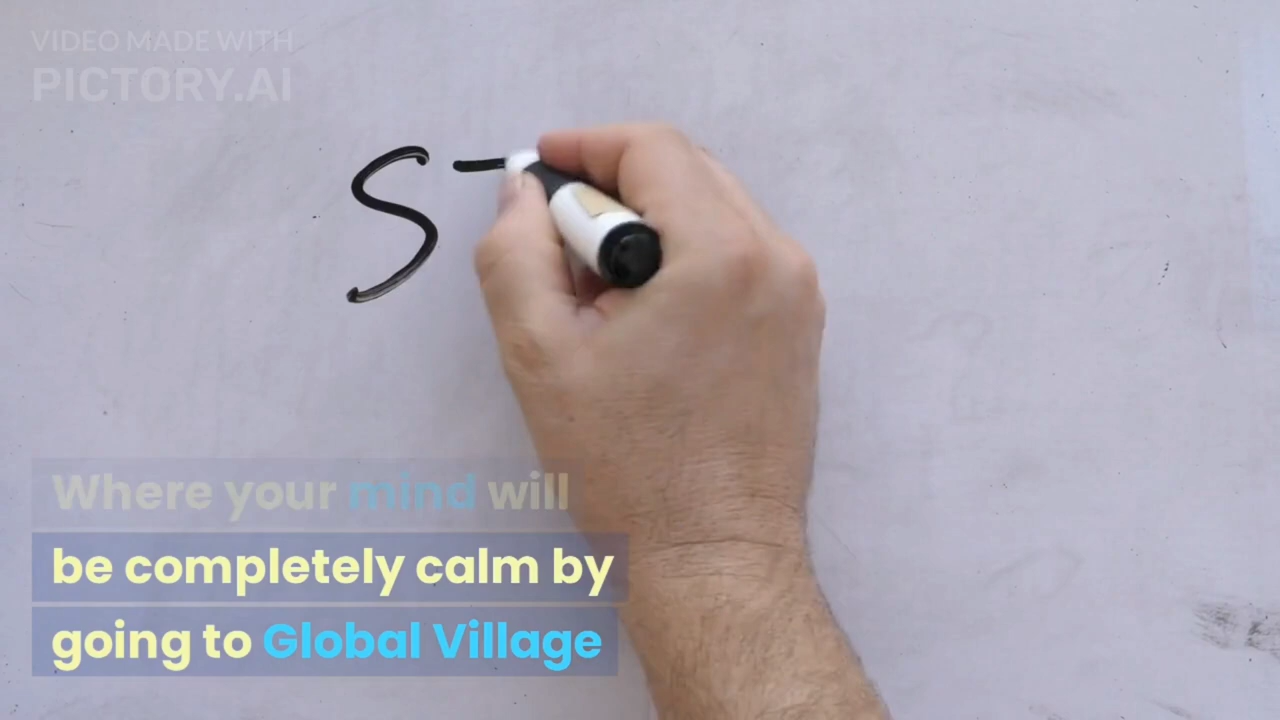 VIDEO MADE WITH
PICTORY.AI
S
Where your mind will
be completely calm by
going to Global Village